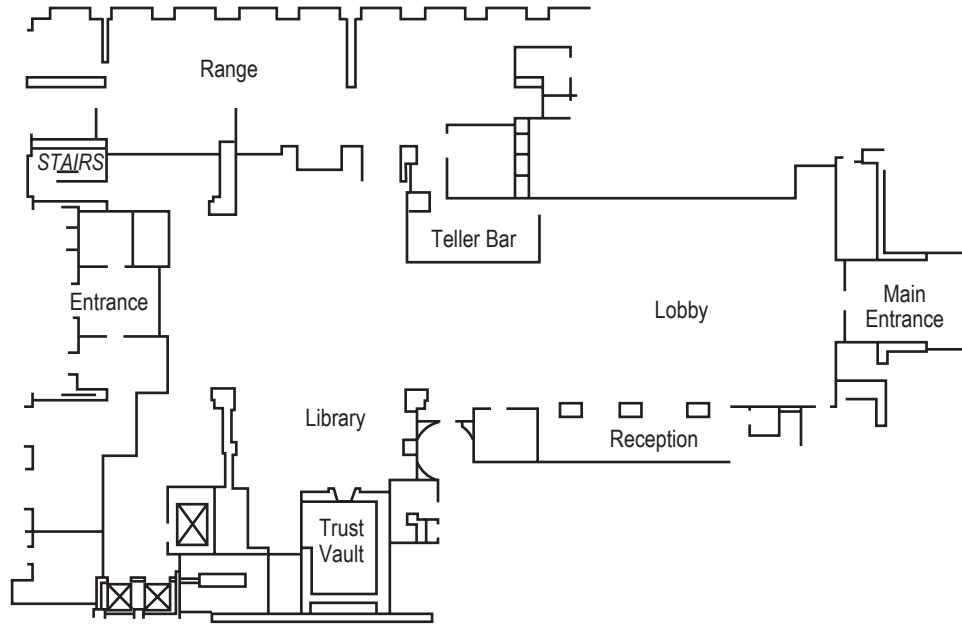 Range
STAIRS
Teller Bar
Entrance
Lobby
Main
Entrance
Library
Reception
Trust
Vault